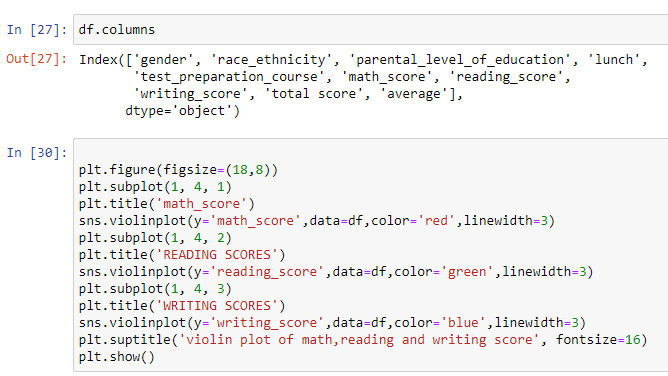 In [27]: df.columns
Out[27]: Index(['gender', 'race_ethnicity', 'parental_level_of_education', 'lunch',
'test_preparation_course', 'math_score', 'reading_score',
'writing_score', 'total score', 'average'],
dtype='object')
In [30]:
plt.figure(figsize=(18,8))
plt.subplot(1, 4, 1)
plt.title('math_score')
sns.violinplot(y='math_score',data=df,color='red',linewidth=3)
plt.subplot(1, 4, 2)
plt.title('READING SCORES')
sns.violinplot(y='reading_score',data=df,color='green',linewidth=3)
plt.subplot(1, 4, 3)
plt.title('WRITING SCORES')
sns.violinplot(y='writing_score',data=df,color='blue',linewidth=3)
plt.suptitle('violin plot of math,reading and writing score', fontsize=16)
plt.show()